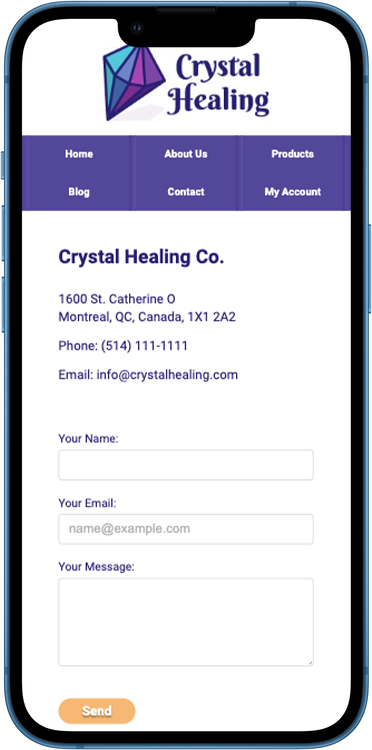 Crystal
Healing
Home About Us Products
Blog Contact My Account
Crystal Healing Co.
1600 St. Catherine O
Montreal, QC, Canada, 1X1 2A2
Phone: (514) 111-1111
Email: info@crystalhealing.com
Your Name:
Your Email:
name@example.com
Your Message:
Send